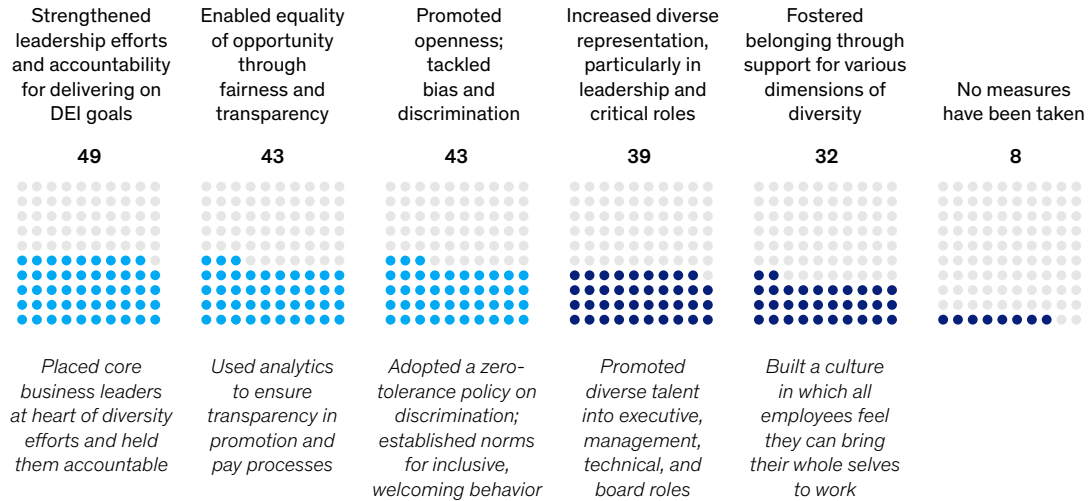 Strengthened
leadership efforts
and accountability
for delivering on
DEI goals
49
Placed core
business leaders
at heart of diversity
efforts and held
them accountable
Enabled equality
of opportunity
through
fairness and
transparency
43
Used analytics
to ensure
transparency in
promotion and
pay processes
Promoted
openness;
tackled
bias and
discrimination
43
Adopted a zero-
tolerance policy on
discrimination;
established norms
for inclusive,
welcoming behavior
Increased diverse
representation,
particularly in
leadership and
critical roles
39
Promoted
diverse talent
into executive,
management,
technical, and
board roles
Fostered
belonging through
support for various
dimensions of
diversity
32
Built a culture
in which all
employees feel
they can bring
their whole selves
to work
No measures
have been taken
8